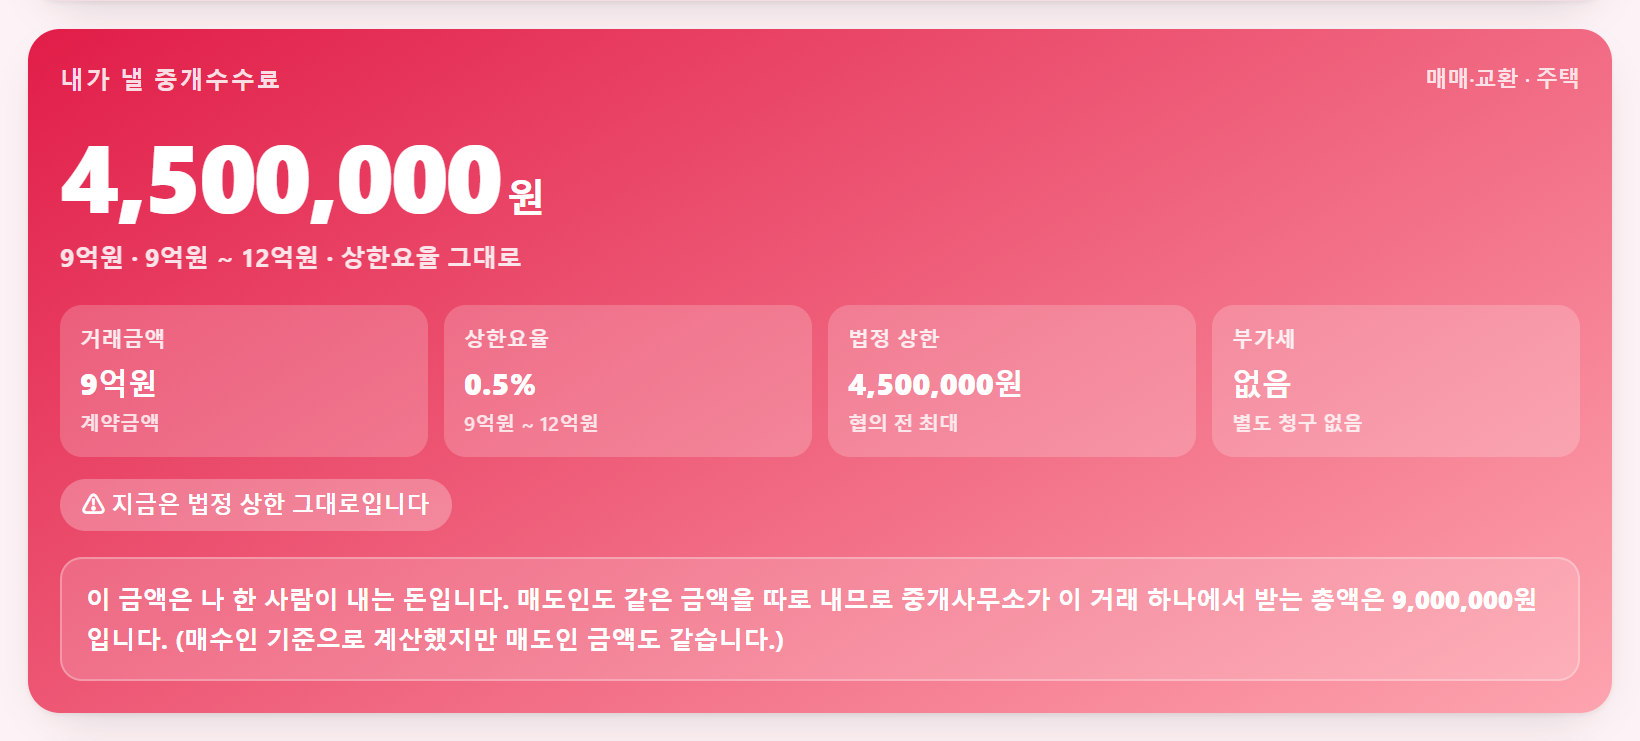 내가 낼 중개수수료
매매·교환 · 주택
4,500,000원
9억원 · 9억원 ~ 12억원 · 상한요율 그대로
거래금액
9억원
계약금액
상한요율
0.5%
9억원 ~ 12억원
법정 상한
4,500,000원
협의 전 최대
부가세
없음
별도 청구 없음
⚠ 지금은 법정 상한 그대로입니다
이 금액은 나 한 사람이 내는 돈입니다. 매도인도 같은 금액을 따로 내므로 중개사무소가 이 거래 하나에서 받는 총액은 9,000,000원
입니다. (매수인 기준으로 계산했지만 매도인 금액도 같습니다.)